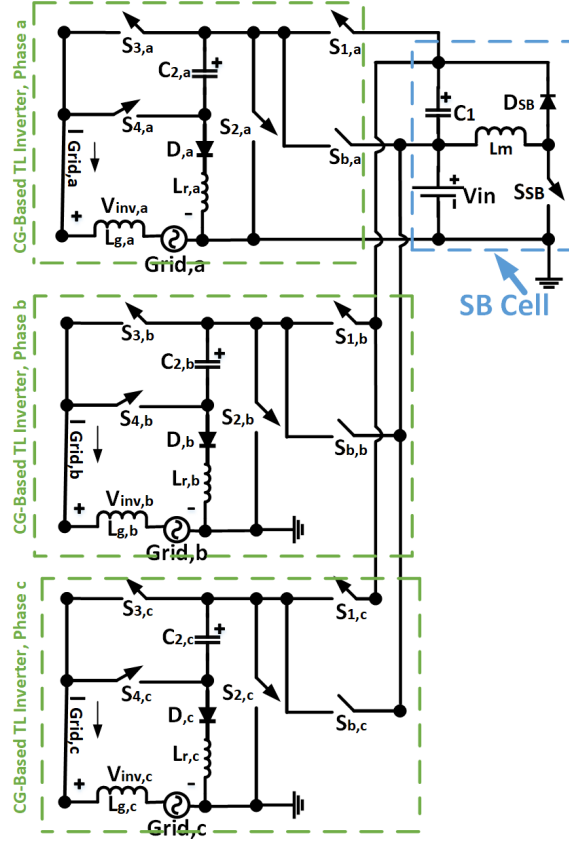 CG-Based TL Inverter, Phase a
S3,a
S1,a
C2,a
+
S4,a
S2,a
D,a
Sb,a
I Grid,a
Lr,a
Vinv,a
+
-
Lg,a
Grid,a
+
C1
DSB
Lm
+
Vin
SSB
SB Cell
CG-Based TL Inverter, Phase b
S3,b
S1,b
C2,b
+
S4,b
S2,b
D,b
Sb,b
I Grid,b
Lr,b
Vinv,b
+
-
Lg,b
Grid,b
CG-Based TL Inverter, Phase c
S3,c
S1,c
C2,c
+
S4,c
S2,c
D,c
Sb,c
I Grid,c
Lr,c
Vinv,c
+
-
Lg,c
Grid,c